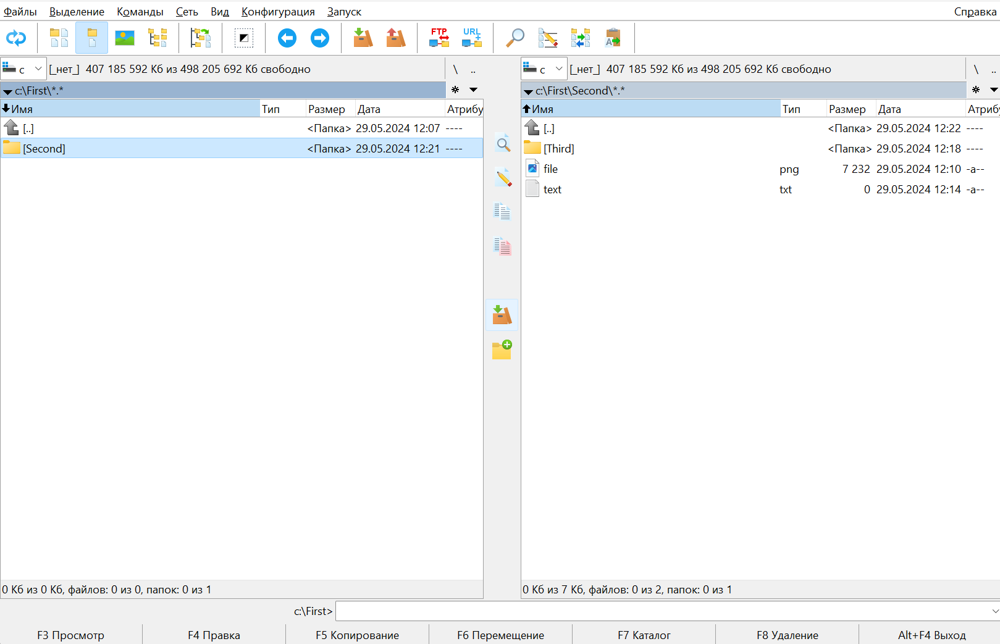 Файлы Выделение Команды Сеть Вид Конфигурация Запуск Справка
FTP URL
A
c [_нет_] 407 185 592 Кб из 498 205 692 Кб свободно \ ..
c [_нет_] 407 185 592 Кб из 498 205 692 Кб свободно \ ..
c:\First\*.* *
c:\First\Second\*.* *
Имя Тип Размер Дата Атрибу
[..] <Папка> 29.05.2024 12:07 ----
[Second] <Папка> 29.05.2024 12:21 ----
0 Кб из 0 Кб, файлов: 0 из 0, папок: 0 из 1
Имя Тип Размер Дата Атрибу
[..] <Папка> 29.05.2024 12:22 ----
[Third] <Папка> 29.05.2024 12:18 ----
file png 7 232 29.05.2024 12:10 -a--
text txt 0 29.05.2024 12:14 -a--
0 Кб из 7 Кб, файлов: 0 из 2, папок: 0 из 1
c:\First>
F3 Просмотр F4 Правка F5 Копирование F6 Перемещение F7 Каталог F8 Удаление Alt+F4 Выход